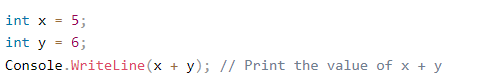 int x = 5;
int y = 6;
Console.WriteLine(x + y); // Print the value of x + y